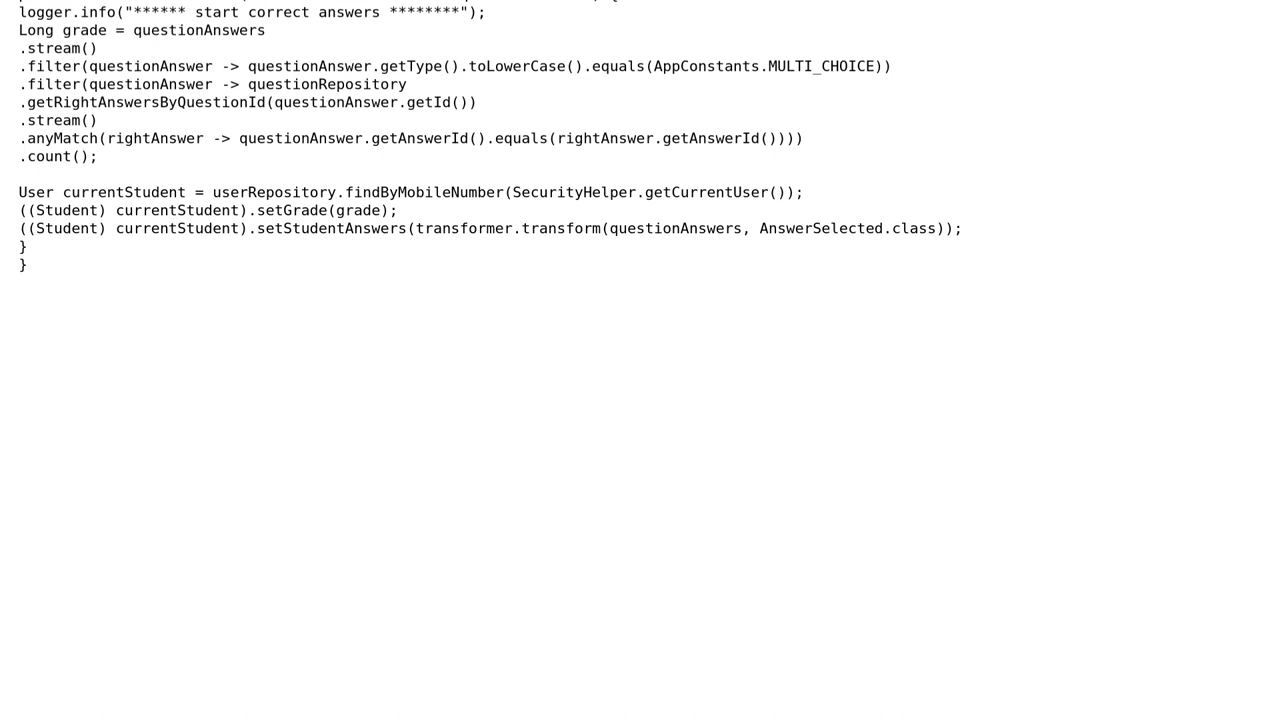 logger.info("****** start correct answers ********");
Long grade = questionAnswers
.stream()
.filter(questionAnswer -> questionAnswer.getType().toLowerCase().equals(AppConstants.MULTI_CHOICE))
.filter(questionAnswer -> questionRepository
.getRightAnswersByQuestionId(questionAnswer.getId())
.stream()
.anyMatch(rightAnswer -> questionAnswer.getAnswerId().equals(rightAnswer.getAnswerId())))
.count();

User currentStudent = userRepository.findByMobileNumber(SecurityHelper.getCurrentUser());
((Student) currentStudent).setGrade(grade);
((Student) currentStudent).setStudentAnswers(transformer.transform(questionAnswers, AnswerSelected.class));
}
}